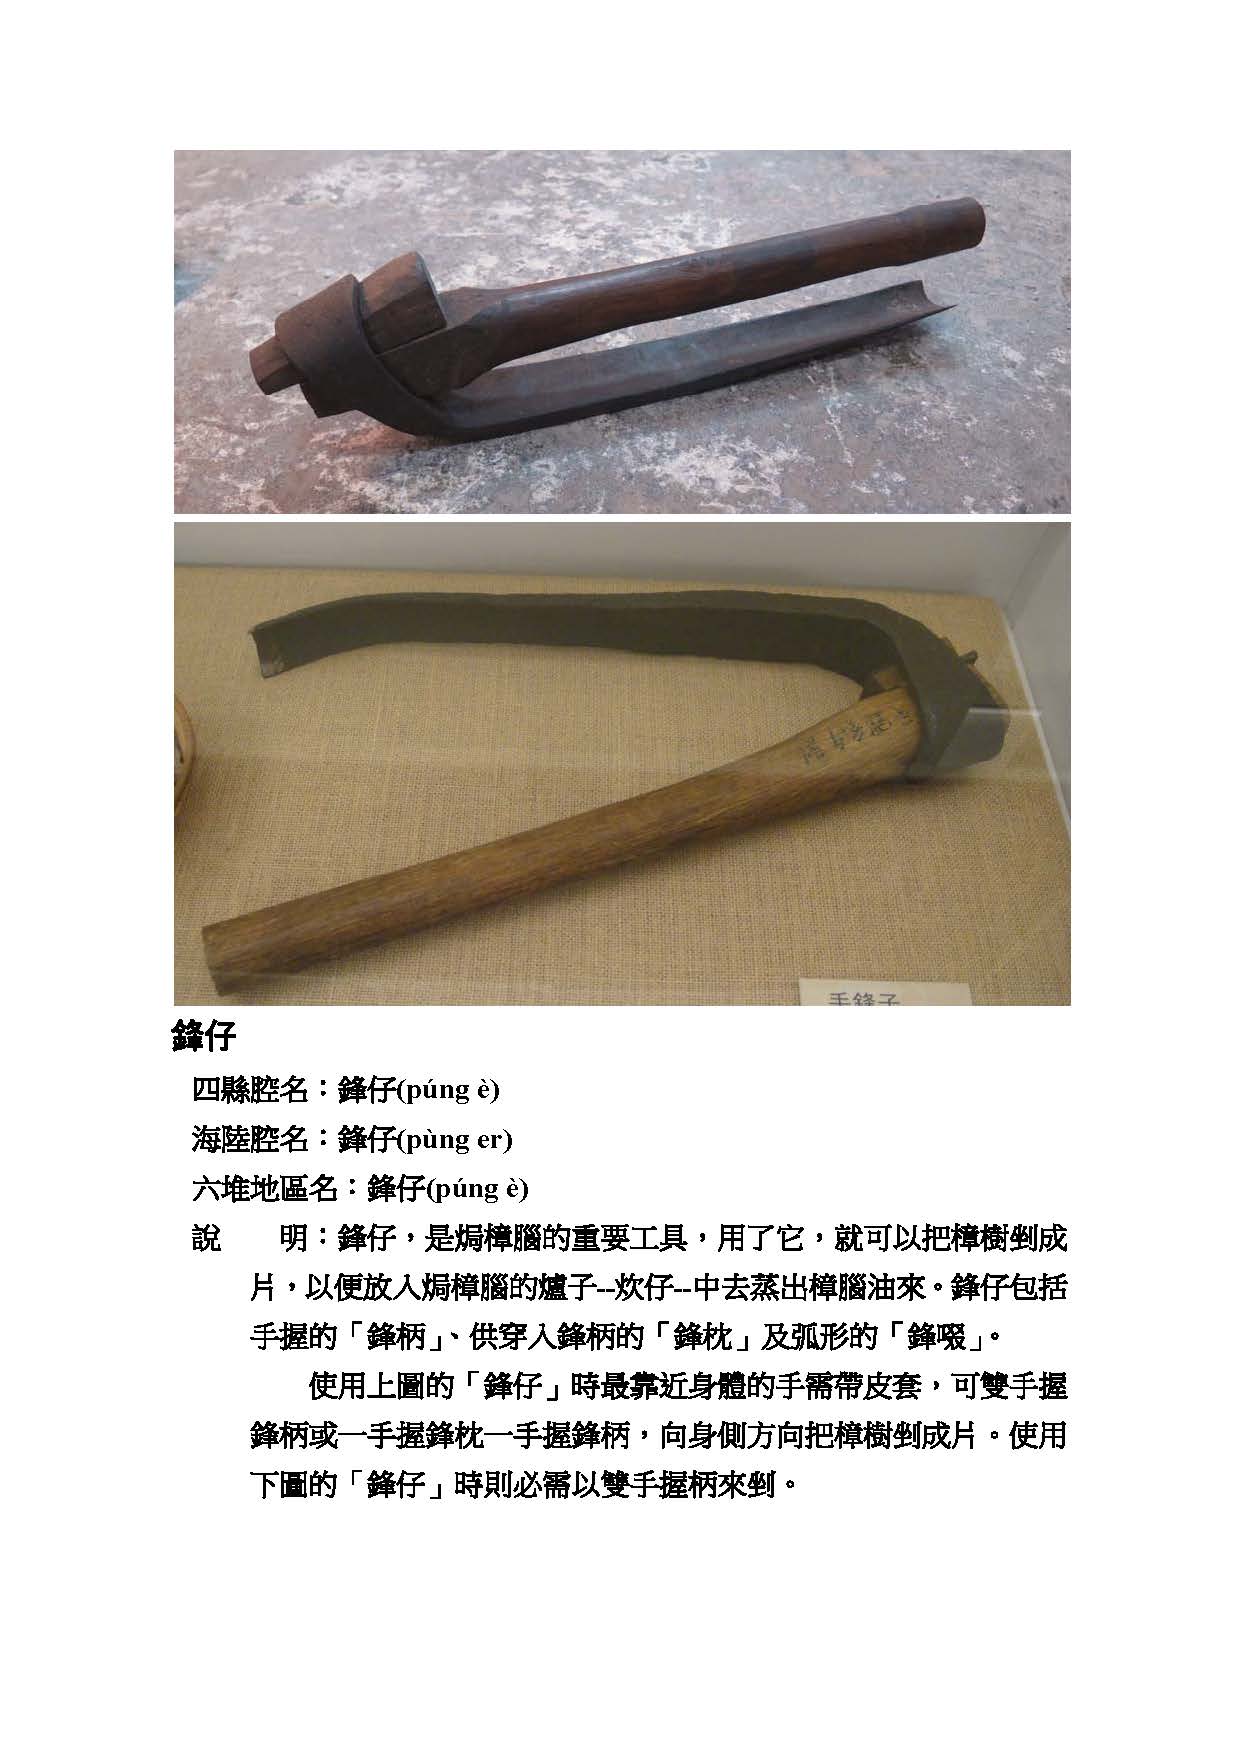 手鋒子
鋒仔
四縣腔名：鋒仔(púng è)
海陸腔名：鋒仔(pùng er)
六堆地區名：鋒仔(púng è)
說　　明：鋒仔，是焗樟腦的重要工具，用了它，就可以把樟樹剉成
片，以便放入焗樟腦的爐子--炊仔--中去蒸出樟腦油來。鋒仔包括
手握的「鋒柄」、供穿入鋒柄的「鋒枕」及弧形的「鋒啜」。
使用上圖的「鋒仔」時最靠近身體的手需帶皮套，可雙手握
鋒柄或一手握鋒枕一手握鋒柄，向身側方向把樟樹剉成片。使用
下圖的「鋒仔」時則必需以雙手握柄來剉。